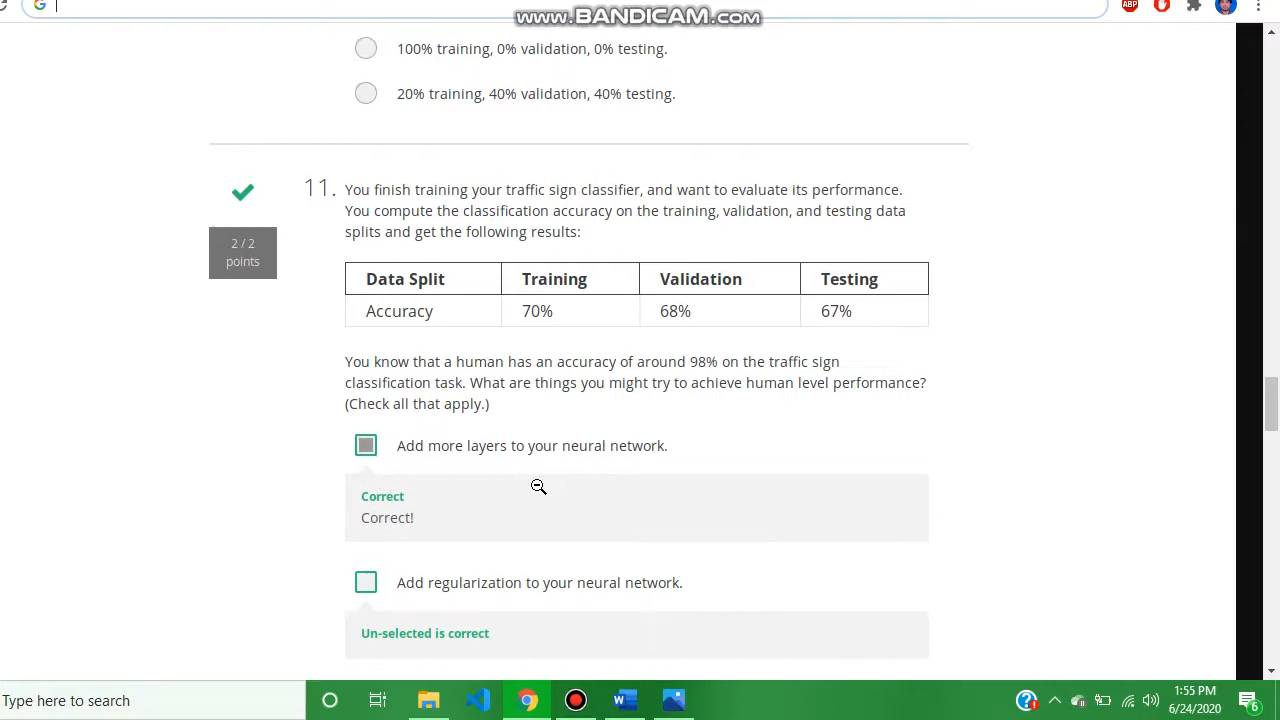 www.BANDICAM.com
ABP
100% training, 0% validation, 0% testing.
20% training, 40% validation, 40% testing.
11. You finish training your traffic sign classifier, and want to evaluate its performance.
You compute the classification accuracy on the training, validation, and testing data
splits and get the following results:
2 / 2
points
Data Split Training Validation Testing
Accuracy 70% 68% 67%
You know that a human has an accuracy of around 98% on the traffic sign
classification task. What are things you might try to achieve human level performance?
(Check all that apply.)
Add more layers to your neural network.
Correct
Correct!
Add regularization to your neural network.
Un-selected is correct
Type here to search
1:55 PM
6/24/2020
6